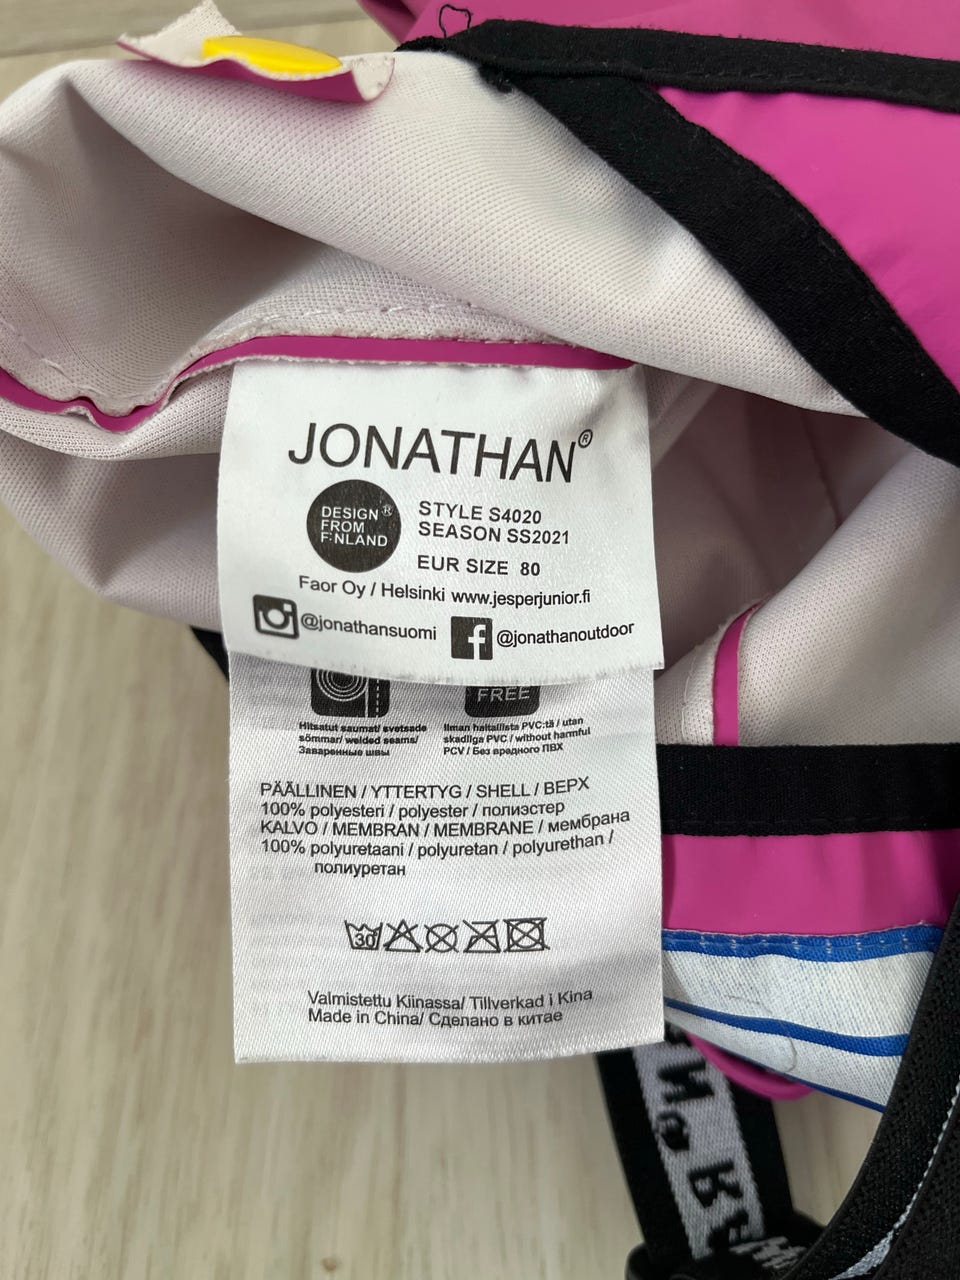 JONATHAN®
DESIGN®
FROM
F:NLAND
STYLE S4020
SEASON SS2021
EUR SIZE 80
Faor Oy / Helsinki www.jesperjunior.fi
@jonathansuomi
f @jonathanoutdoor
FREE
Hitsatut saumat/ svetsade
sömmar/ welded seams/
Заваренные швы
Ilman haitallista PVC:tä / utan
skadliga PVC / without harmful
PCV / Без вредного ПВХ
PÄÄLLINEN / YTTERTYG / SHELL / ВЕРХ
100% polyesteri / polyester / полиэстер
KALVO / MEMBRAN / MEMBRANE / мембрана
100% polyuretaani / polyuretan / polyurethan /
полиуретан
30
Valmistettu Kiinassa/ Tillverkad i Kina
Made in China/ Сделано в китае